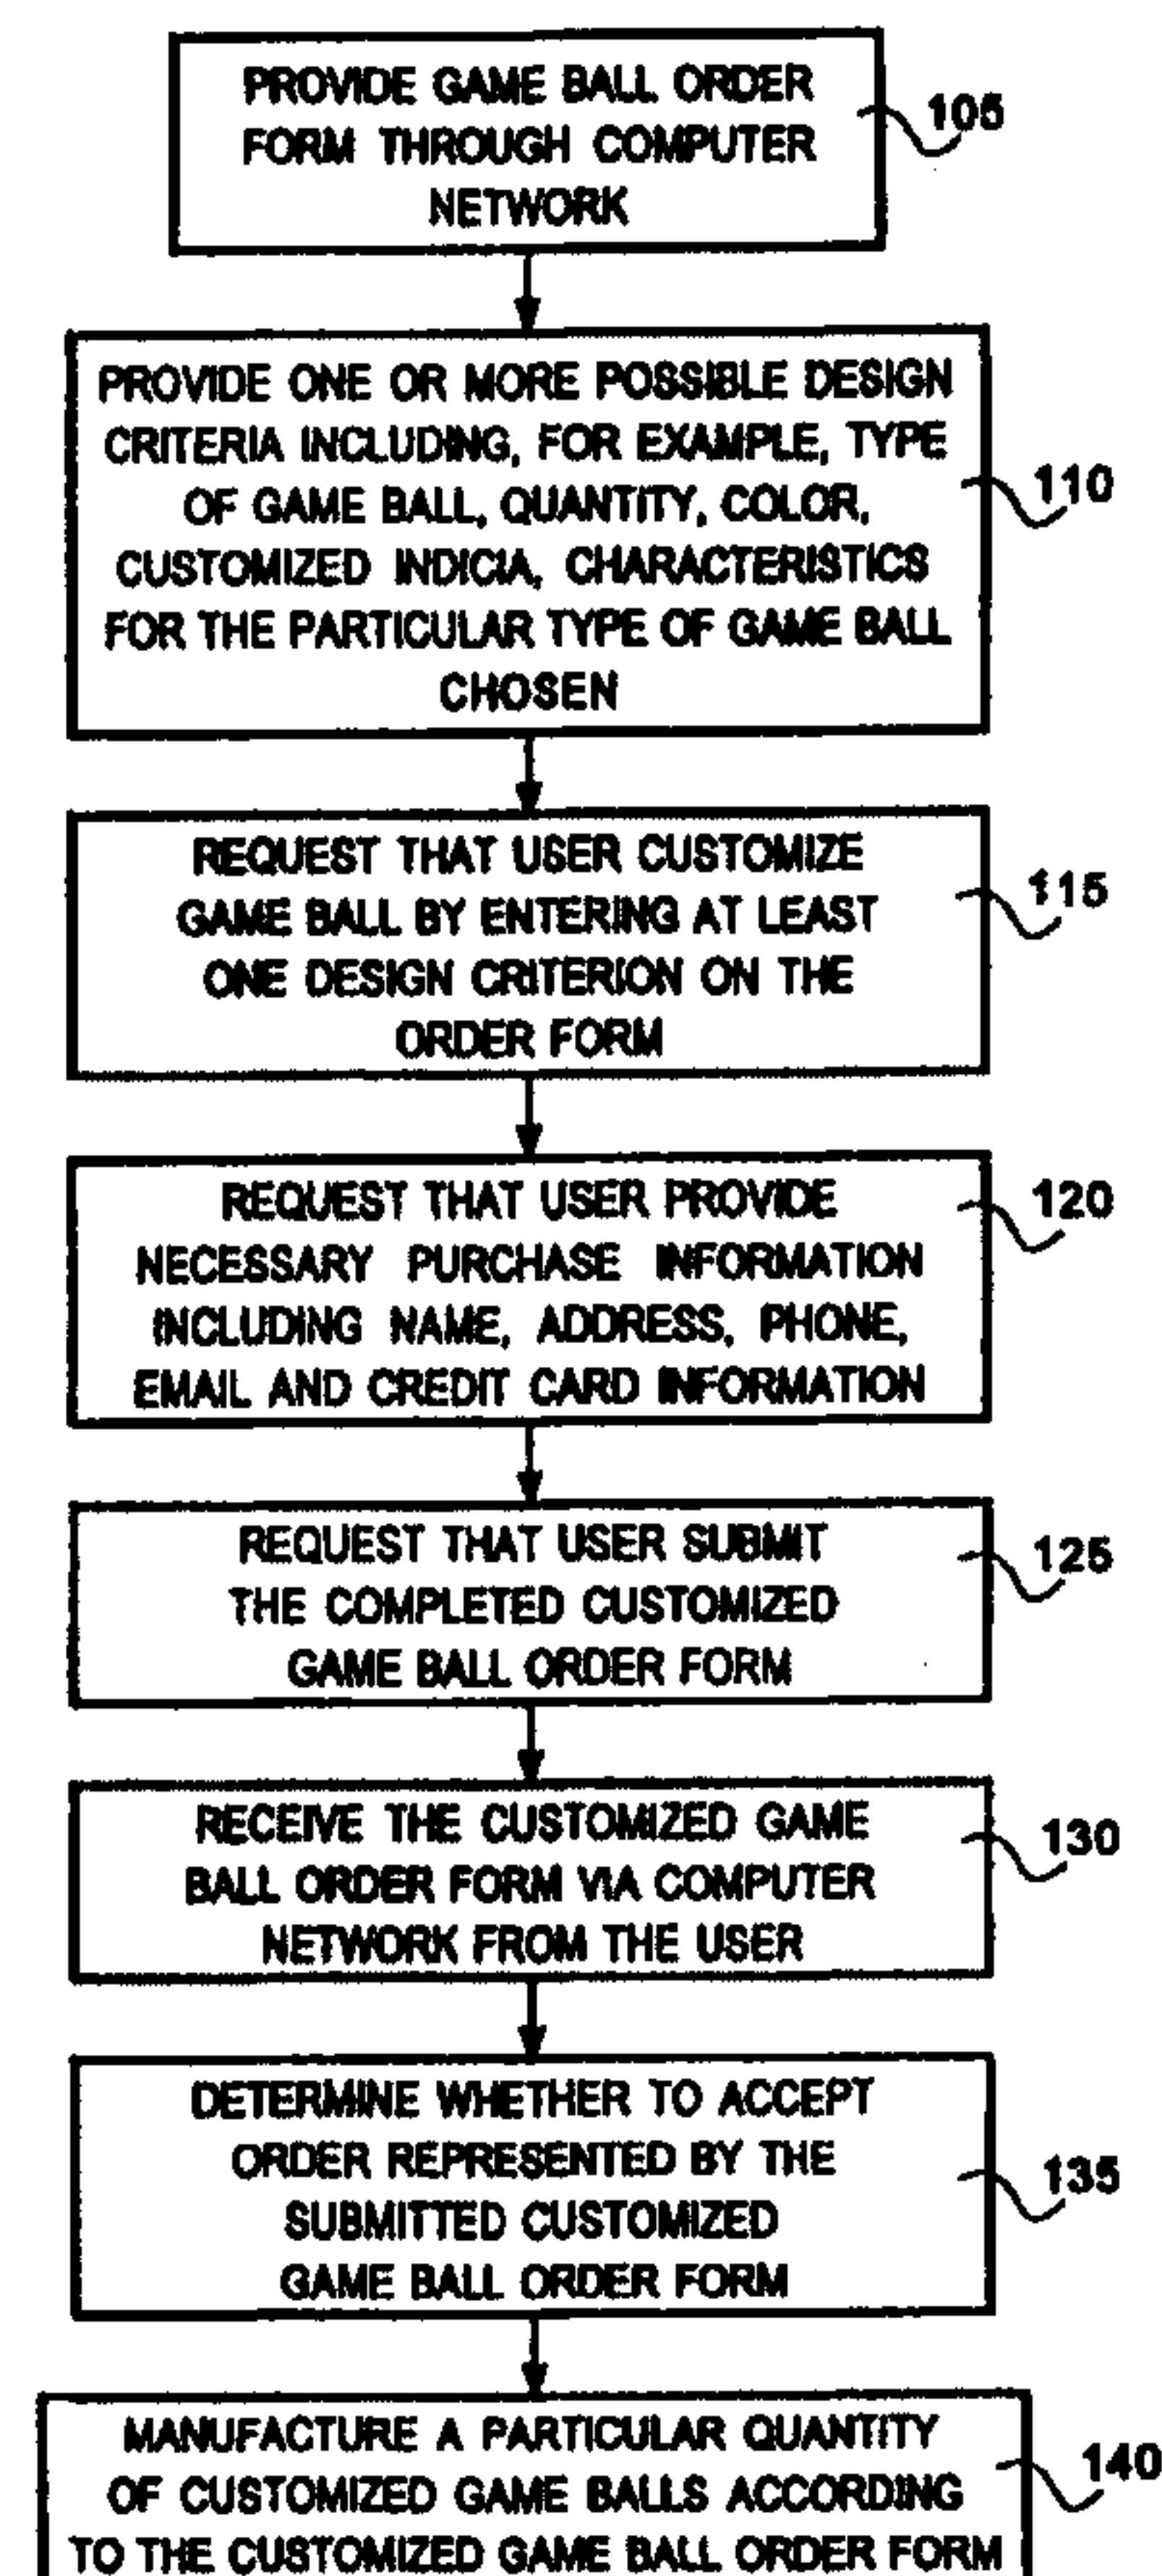 PROVIDE GAME BALL ORDER
FORM THROUGH COMPUTER
NETWORK
105
PROVIDE ONE OR MORE POSSIBLE DESIGN
CRITERIA INCLUDING, FOR EXAMPLE, TYPE
OF GAME BALL, QUANTITY, COLOR,
CUSTOMIZED INDICIA, CHARACTERISTICS
FOR THE PARTICULAR TYPE OF GAME BALL
CHOSEN
110
REQUEST THAT USER CUSTOMIZE
GAME BALL BY ENTERING AT LEAST
ONE DESIGN CRITERION ON THE
ORDER FORM
115
REQUEST THAT USER PROVIDE
NECESSARY PURCHASE INFORMATION
INCLUDING NAME, ADDRESS, PHONE,
EMAIL AND CREDIT CARD INFORMATION
120
REQUEST THAT USER SUBMIT
THE COMPLETED CUSTOMIZED
GAME BALL ORDER FORM
125
RECEIVE THE CUSTOMIZED GAME
BALL ORDER FORM VIA COMPUTER
NETWORK FROM THE USER
130
DETERMINE WHETHER TO ACCEPT
ORDER REPRESENTED BY THE
SUBMITTED CUSTOMIZED
GAME BALL ORDER FORM
135
MANUFACTURE A PARTICULAR QUANTITY
OF CUSTOMIZED GAME BALLS ACCORDING
TO THE CUSTOMIZED GAME BALL ORDER FORM
140